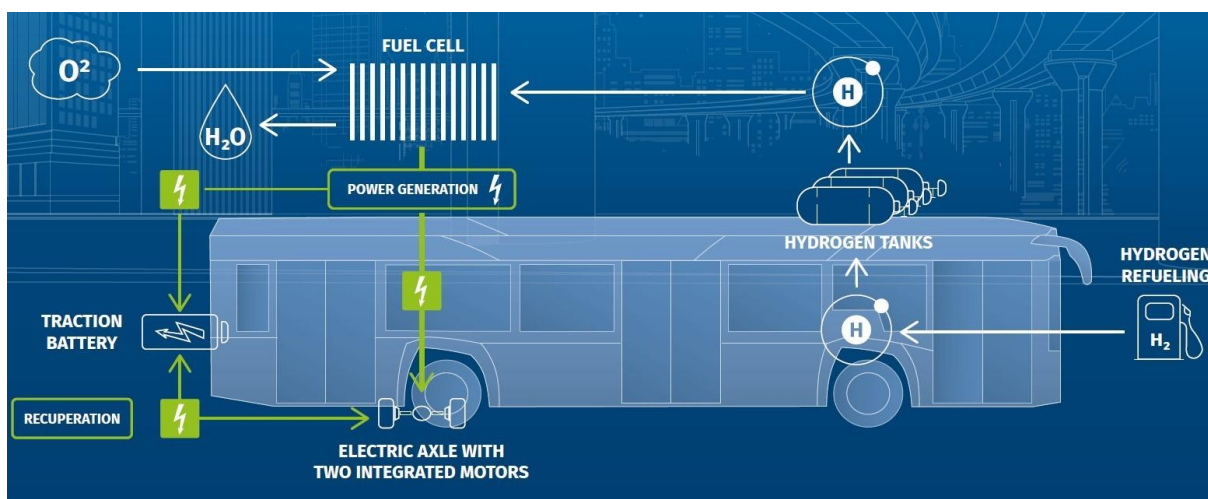 O²
FUEL CELL
H
H₂O
POWER GENERATION
HYDROGEN TANKS
HYDROGEN
REFUELING
TRACTION
BATTERY
H
H₂
RECUPERATION
ELECTRIC AXLE WITH
TWO INTEGRATED MOTORS